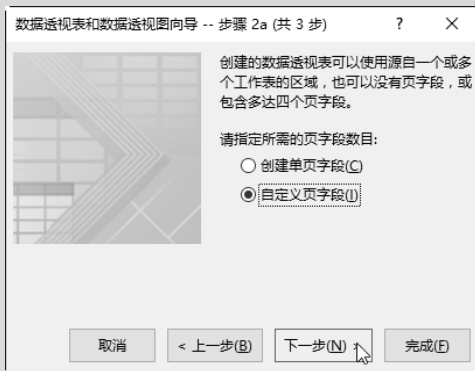 数据透视表和数据透视图向导 -- 步骤 2a (共 3 步)
? ×
创建的数据透视表可以使用源自一个或多
个工作表的区域，也可以没有页字段，或
包含多达四个页字段。
请指定所需的页字段数目:
创建单页字段(C)
自定义页字段(I)
取消 < 上一步(B) 下一步(N) > 完成(F)